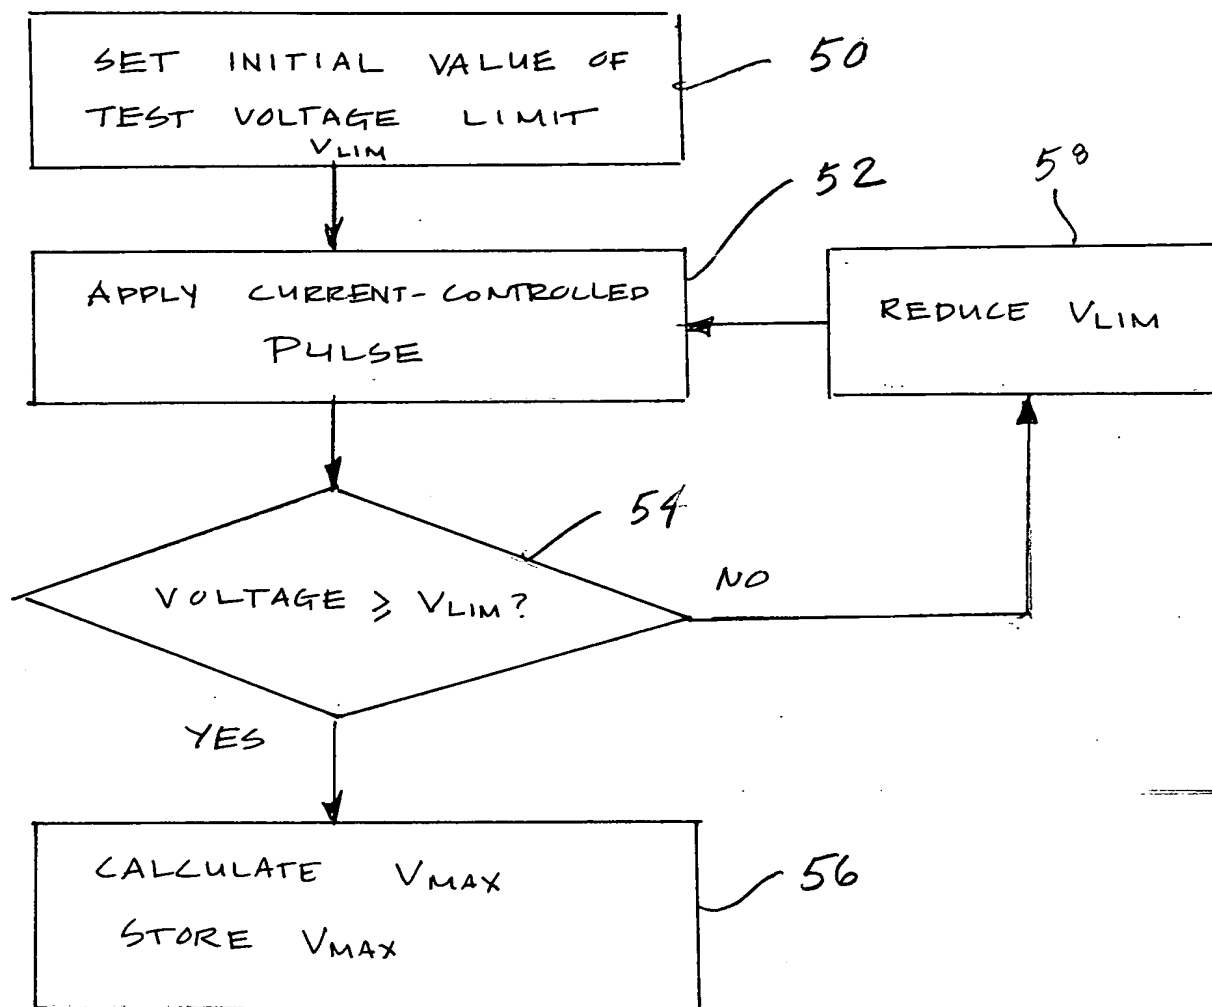 SET INITIAL VALUE OF
TEST VOLTAGE LIMIT
VLIM
50
APPLY CURRENT-CONTROLLED
PULSE
52
REDUCE VLIM
58
VOLTAGE ≥ VLIM?
54
NO
YES
CALCULATE VMAX
STORE VMAX
56